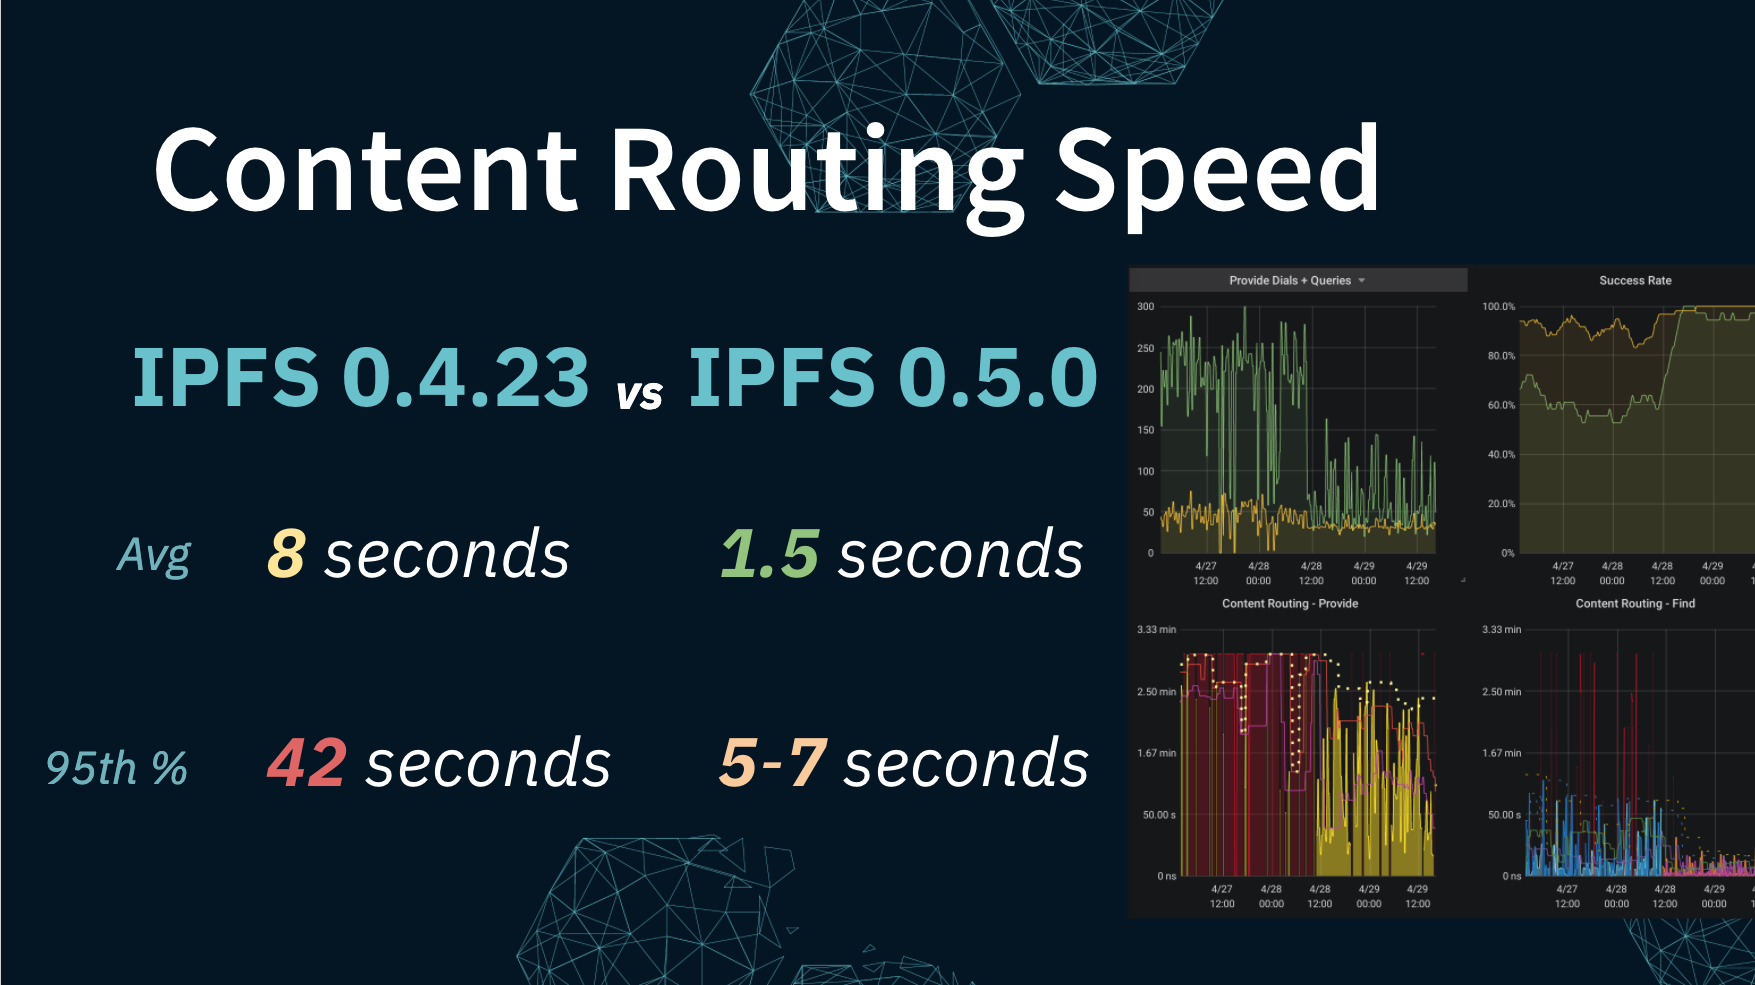 Content Routing Speed
IPFS 0.4.23 vs IPFS 0.5.0
Avg 8 seconds 1.5 seconds
95th % 42 seconds 5-7 seconds
Provide Dials + Queries
300
250
200
150
100
50
0
4/27 4/28 4/28 4/29 4/29
12:00 00:00 12:00 00:00 12:00
Success Rate
100.0%
80.0%
60.0%
40.0%
20.0%
0%
4/27 4/28 4/28 4/29
12:00 00:00 12:00 00:00
Content Routing - Provide
3.33 min
2.50 min
1.67 min
50.00 s
0 ns
4/27 4/28 4/28 4/29 4/29
12:00 00:00 12:00 00:00 12:00
Content Routing - Find
3.33 min
2.50 min
1.67 min
50.00 s
0 ns
4/27 4/28 4/28 4/29
12:00 00:00 12:00 00:00